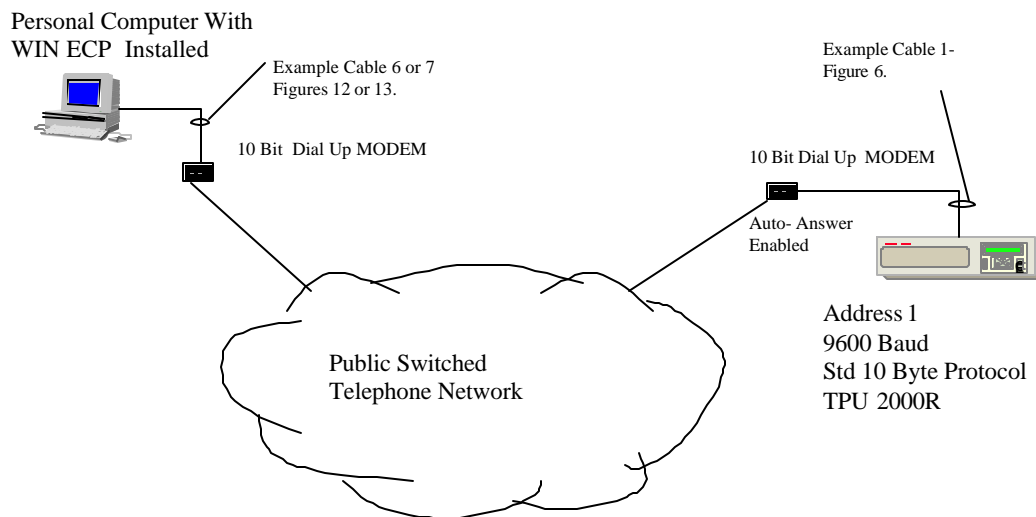 Personal Computer With
WIN ECP Installed
Example Cable 6 or 7
Figures 12 or 13.
10 Bit Dial Up MODEM
Example Cable 1-
Figure 6.
10 Bit Dial Up MODEM
Auto- Answer
Enabled
Address 1
9600 Baud
Std 10 Byte Protocol
TPU 2000R
Public Switched
Telephone Network